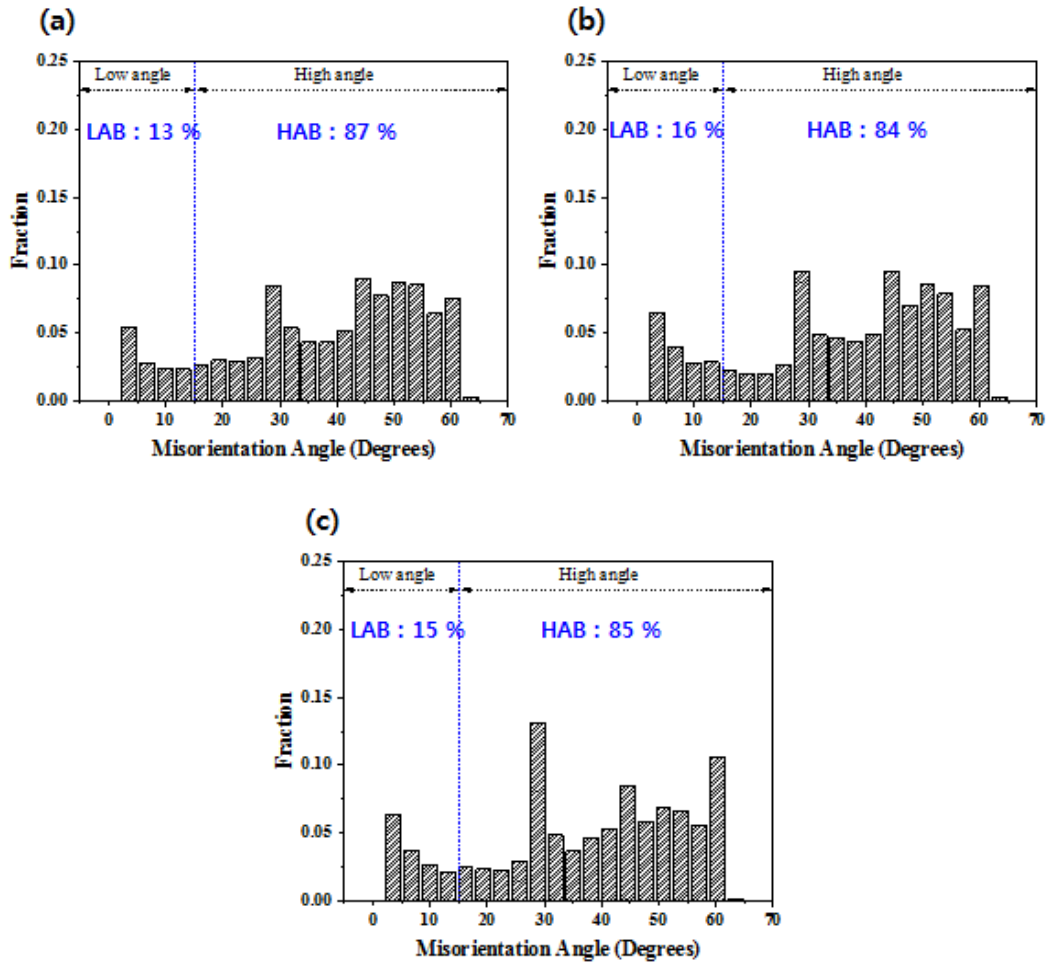 (a)
0.25
Low angle High angle
LAB : 13 % HAB : 87 %
0.20
0.15
Fraction
0.10
0.05
0.00
0 10 20 30 40 50 60 70
Misorientation Angle (Degrees)
(b)
0.25
Low angle High angle
LAB : 16 % HAB : 84 %
0.20
0.15
Fraction
0.10
0.05
0.00
0 10 20 30 40 50 60 70
Misorientation Angle (Degrees)
(c)
0.25
Low angle High angle
LAB : 15 % HAB : 85 %
0.20
0.15
Fraction
0.10
0.05
0.00
0 10 20 30 40 50 60 70
Misorientation Angle (Degrees)